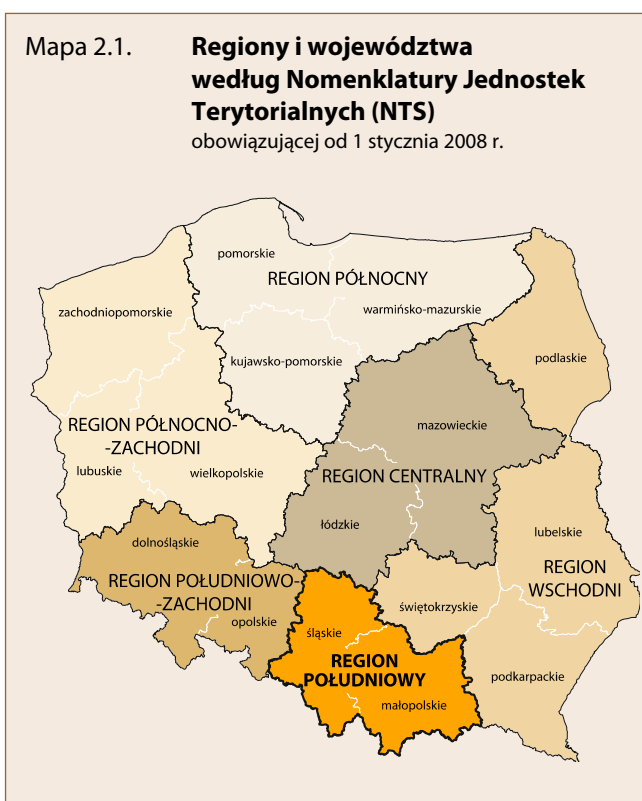 Mapa 2.1.
Regiony i województwa
według Nomenklatury Jednostek
Terytorialnych (NTS)
obowiązującej od 1 stycznia 2008 r.
pomorskie
REGION PÓŁNOCNY
zachodniopomorskie
warmińsko-mazurskie
kujawsko-pomorskie
podlaskie
REGION PÓŁNOCNO-
-ZACHODNI
mazowieckie
lubuskie
wielkopolskie
REGION CENTRALNY
łódzkie
lubelskie
dolnośląskie
REGION
WSCHODNI
REGION POŁUDNIOWO-
-ZACHODNI
opolskie
świętokrzyskie
śląskie
REGION
POŁUDNIOWY
podkarpackie
małopolskie